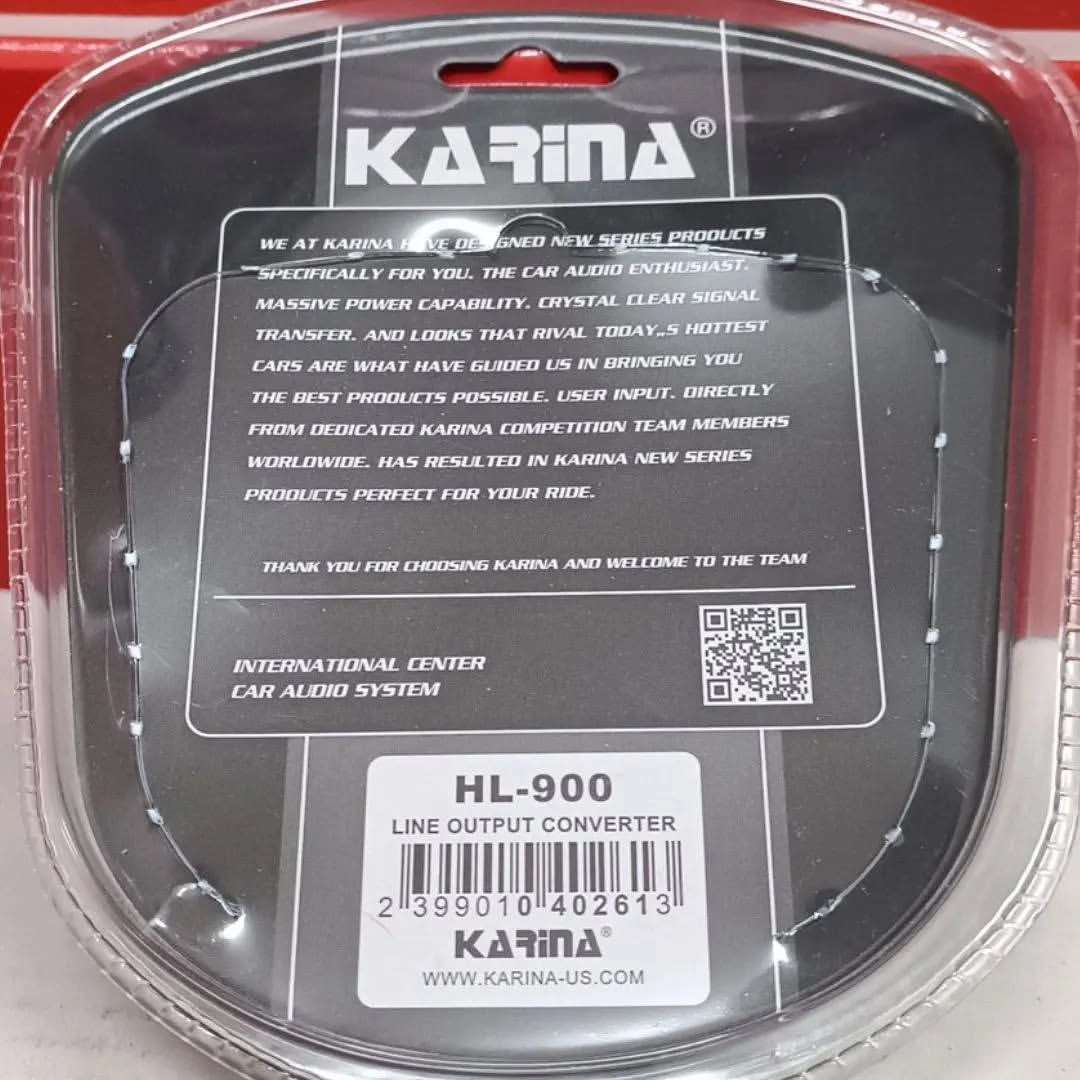 KARINA®
WE AT KARINA HAVE DESIGNED NEW SERIES PRODUCTS
SPECIFICALLY FOR YOU. THE CAR AUDIO ENTHUSIAST.
MASSIVE POWER CAPABILITY. CRYSTAL CLEAR SIGNAL
TRANSFER. AND LOOKS THAT RIVAL TODAY,,S HOTTEST
CARS ARE WHAT HAVE GUIDED US IN BRINGING YOU
THE BEST PRODUCTS POSSIBLE. USER INPUT. DIRECTLY
FROM DEDICATED KARINA COMPETITION TEAM MEMBERS
WORLDWIDE. HAS RESULTED IN KARINA NEW SERIES
PRODUCTS PERFECT FOR YOUR RIDE.
THANK YOU FOR CHOOSING KARINA AND WELCOME TO THE TEAM
INTERNATIONAL CENTER
CAR AUDIO SYSTEM
HL-900
LINE OUTPUT CONVERTER
2 399010 402613
KARINA®
WWW.KARINA-US.COM